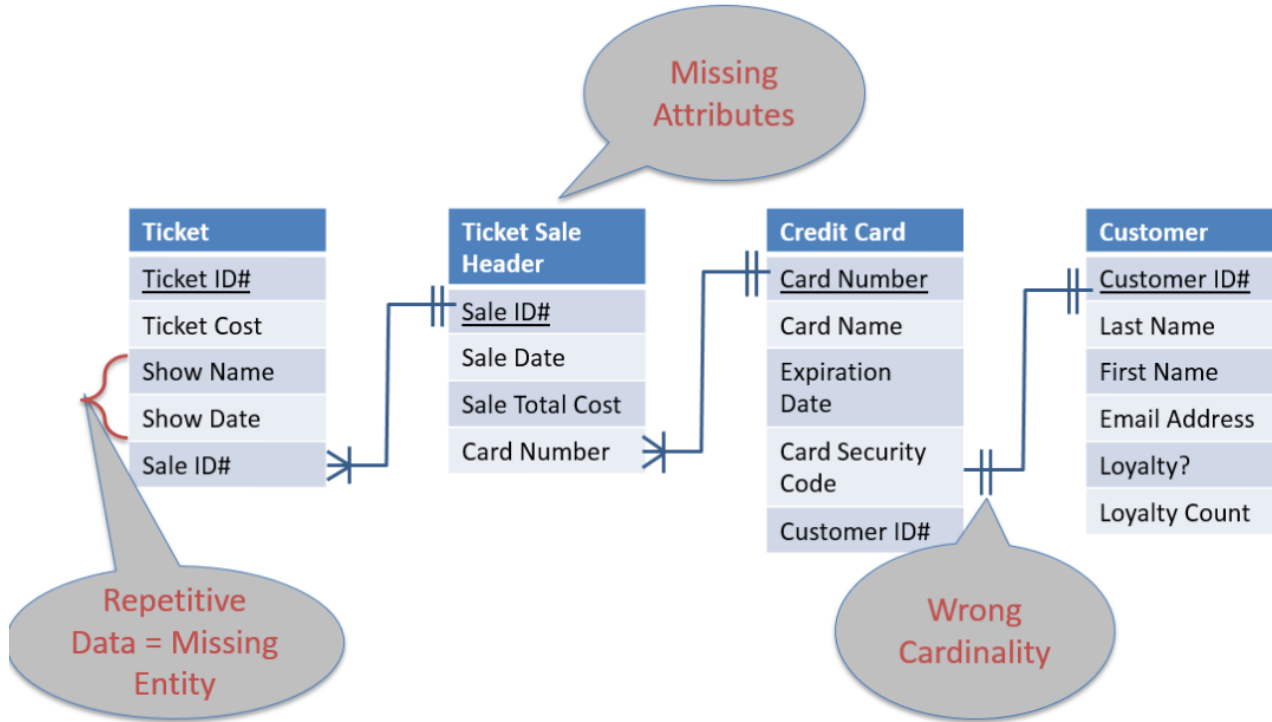 Missing
Attributes
Ticket
Ticket ID#
Ticket Cost
Show Name
Show Date
Sale ID#
Ticket Sale
Header
Sale ID#
Sale Date
Sale Total Cost
Card Number
Credit Card
Card Number
Card Name
Expiration
Date
Card Security
Code
Customer ID#
Customer
Customer ID#
Last Name
First Name
Email Address
Loyalty?
Loyalty Count
Repetitive
Data = Missing
Entity
Wrong
Cardinality